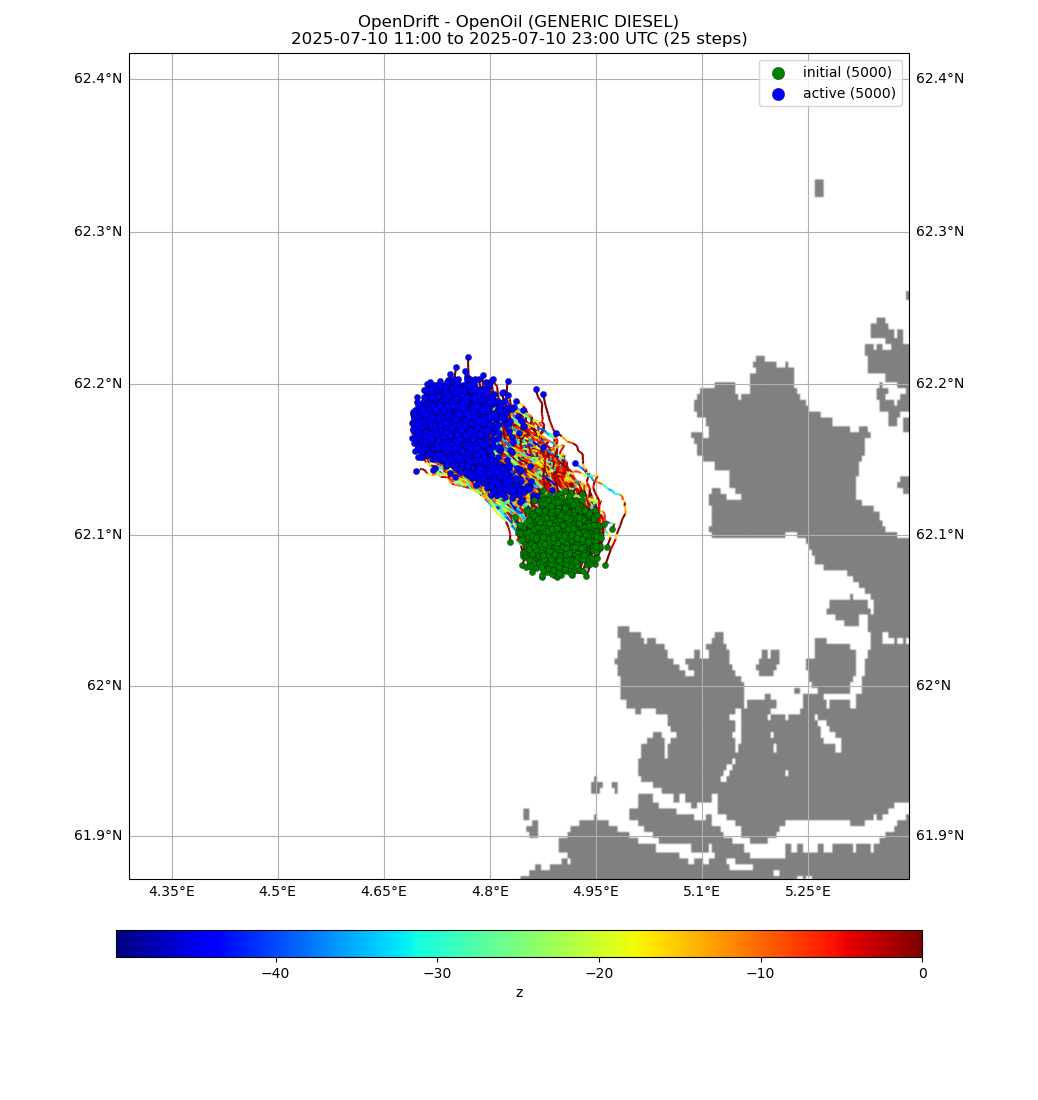 OpenDrift - OpenOil (GENERIC DIESEL)
2025-07-10 11:00 to 2025-07-10 23:00 UTC (25 steps)
initial (5000)
active (5000)
62.4°N 62.4°N
62.3°N 62.3°N
62.2°N 62.2°N
62.1°N 62.1°N
62°N 62°N
61.9°N 61.9°N
4.35°E 4.5°E 4.65°E 4.8°E 4.95°E 5.1°E 5.25°E
−40 −30 −20 −10 0
z